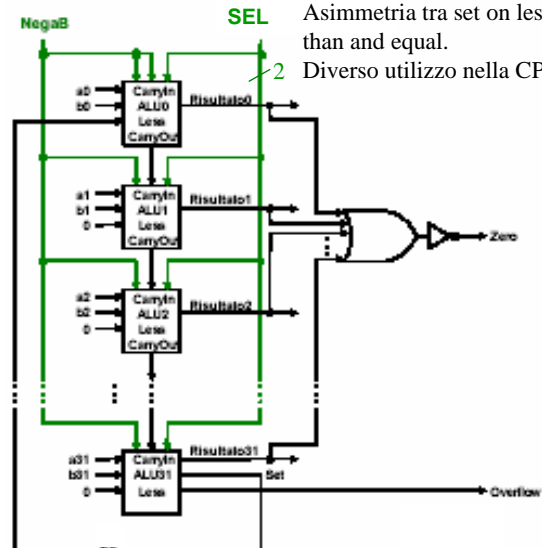 NegaB
SEL
Asimmetria tra set on less
than and equal.
2
Diverso utilizzo nella CP
a0
b0
CarryIn
ALU0
Less
CarryOut
Risultato0
a1
b1
0
CarryIn
ALU1
Less
CarryOut
Risultato1
Zero
a2
b2
0
CarryIn
ALU2
Less
CarryOut
Risultato2
a31
b31
0
CarryIn
ALU31
Less
Risultato31
Set
Overflow